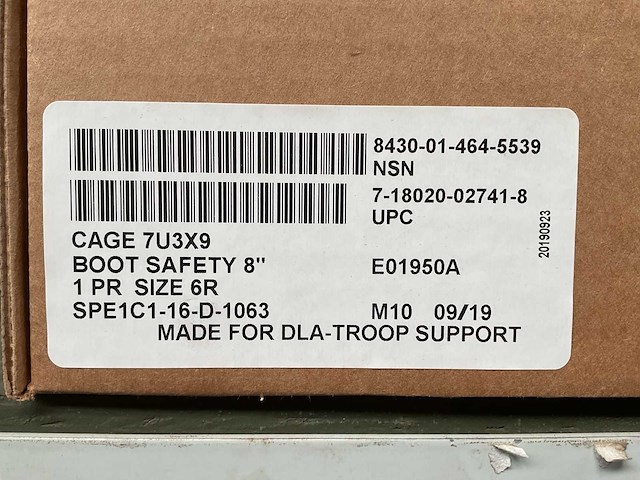 8430-01-464-5539
NSN
7-18020-02741-8
UPC
CAGE 7U3X9
BOOT SAFETY 8" E01950A
1 PR SIZE 6R
SPE1C1-16-D-1063 M10 09/19
MADE FOR DLA-TROOP SUPPORT
20190923